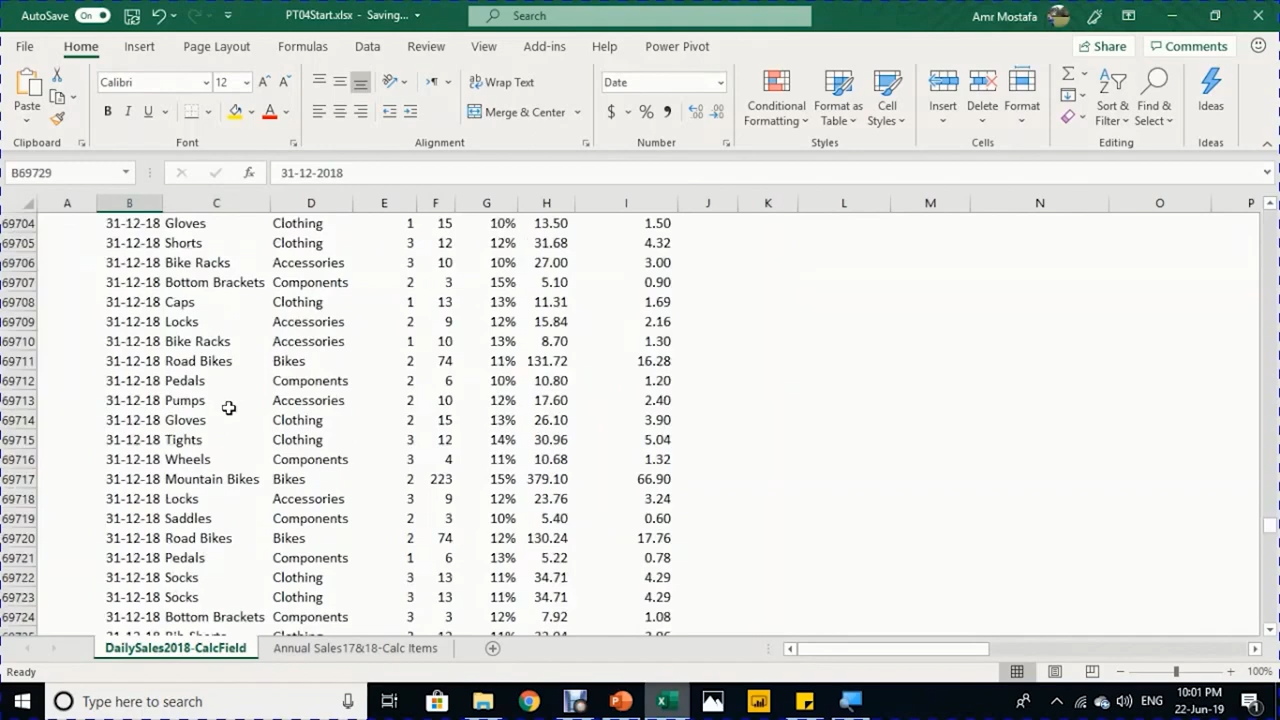 AutoSave On PT04Start.xlsx - Saving... Search Amr Mostafa
File Home Insert Page Layout Formulas Data Review View Add-ins Help Power Pivot Share Comments
Calibri 12 Wrap Text Date
Paste B I U Merge & Center $ % Conditional Formatting Format as Table Cell Styles Insert Delete Format Sort & Filter Find & Select Ideas
Clipboard Font Alignment Number Styles Cells Editing Ideas
B69729 fx 31-12-2018
A B C D E F G H I J K L M N O P
69704 31-12-18 Gloves Clothing 1 15 10% 13.50 1.50
69705 31-12-18 Shorts Clothing 3 12 12% 31.68 4.32
69706 31-12-18 Bike Racks Accessories 3 10 10% 27.00 3.00
69707 31-12-18 Bottom Brackets Components 2 3 15% 5.10 0.90
69708 31-12-18 Caps Clothing 1 13 13% 11.31 1.69
69709 31-12-18 Locks Accessories 2 9 12% 15.84 2.16
69710 31-12-18 Bike Racks Accessories 1 10 13% 8.70 1.30
69711 31-12-18 Road Bikes Bikes 2 74 11% 131.72 16.28
69712 31-12-18 Pedals Components 2 6 10% 10.80 1.20
69713 31-12-18 Pumps Accessories 2 10 12% 17.60 2.40
69714 31-12-18 Gloves Clothing 2 15 13% 26.10 3.90
69715 31-12-18 Tights Clothing 3 12 14% 30.96 5.04
69716 31-12-18 Wheels Components 3 4 11% 10.68 1.32
69717 31-12-18 Mountain Bikes Bikes 2 223 15% 379.10 66.90
69718 31-12-18 Locks Accessories 3 9 12% 23.76 3.24
69719 31-12-18 Saddles Components 2 3 10% 5.40 0.60
69720 31-12-18 Road Bikes Bikes 2 74 12% 130.24 17.76
69721 31-12-18 Pedals Components 1 6 13% 5.22 0.78
69722 31-12-18 Socks Clothing 3 13 11% 34.71 4.29
69723 31-12-18 Socks Clothing 3 13 11% 34.71 4.29
69724 31-12-18 Bottom Brackets Components 3 3 12% 7.92 1.08
DailySales2018-CalcField Annual Sales17&18-Calc Items
Ready 100%
Type here to search ENG 10:01 PM
22-Jun-19